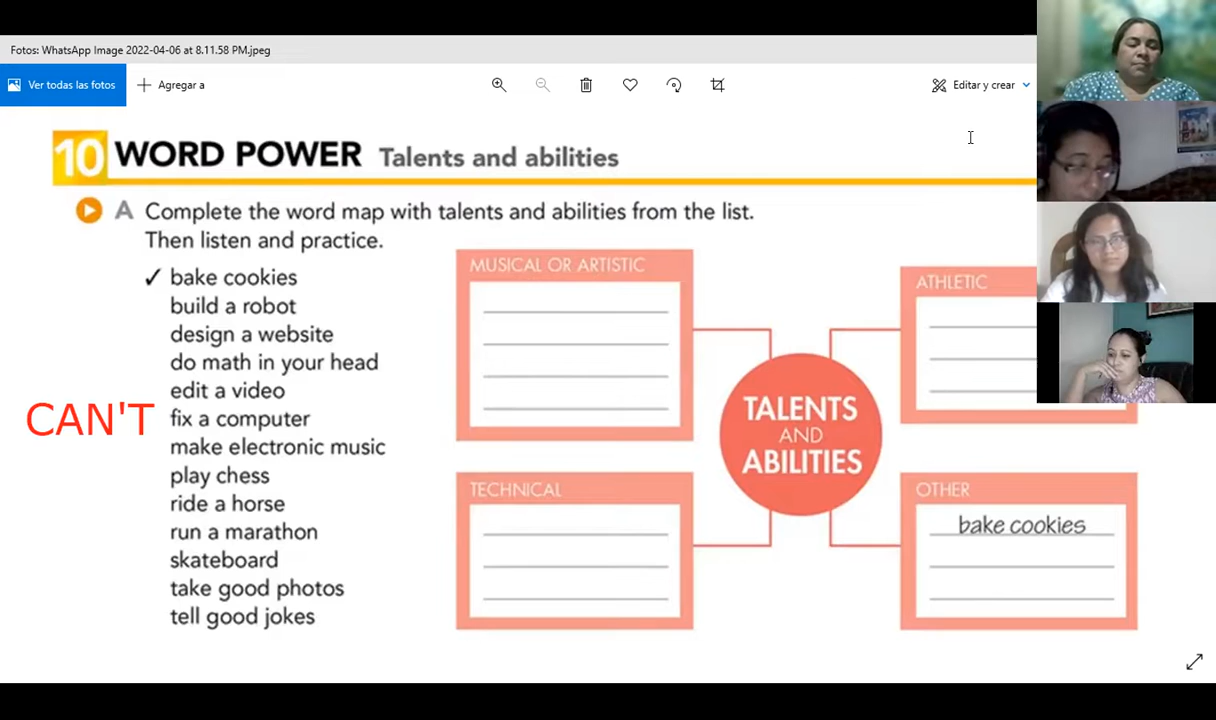 Fotos: WhatsApp Image 2022-04-06 at 8.11.58 PM.jpeg
Ver todas las fotos
Agregar a
Editar y crear
10 WORD POWER Talents and abilities
A Complete the word map with talents and abilities from the list.
Then listen and practice.
✓ bake cookies
build a robot
design a website
do math in your head
edit a video
CAN'T
fix a computer
make electronic music
play chess
ride a horse
run a marathon
skateboard
take good photos
tell good jokes
MUSICAL OR ARTISTIC
ATHLETIC
TALENTS
AND
ABILITIES
TECHNICAL
OTHER
bake cookies